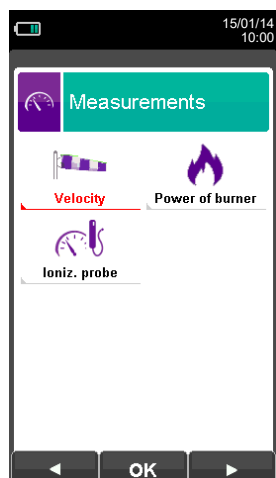 15/01/14
10:00
Measurements
Velocity
Power of burner
Ioniz. probe
OK